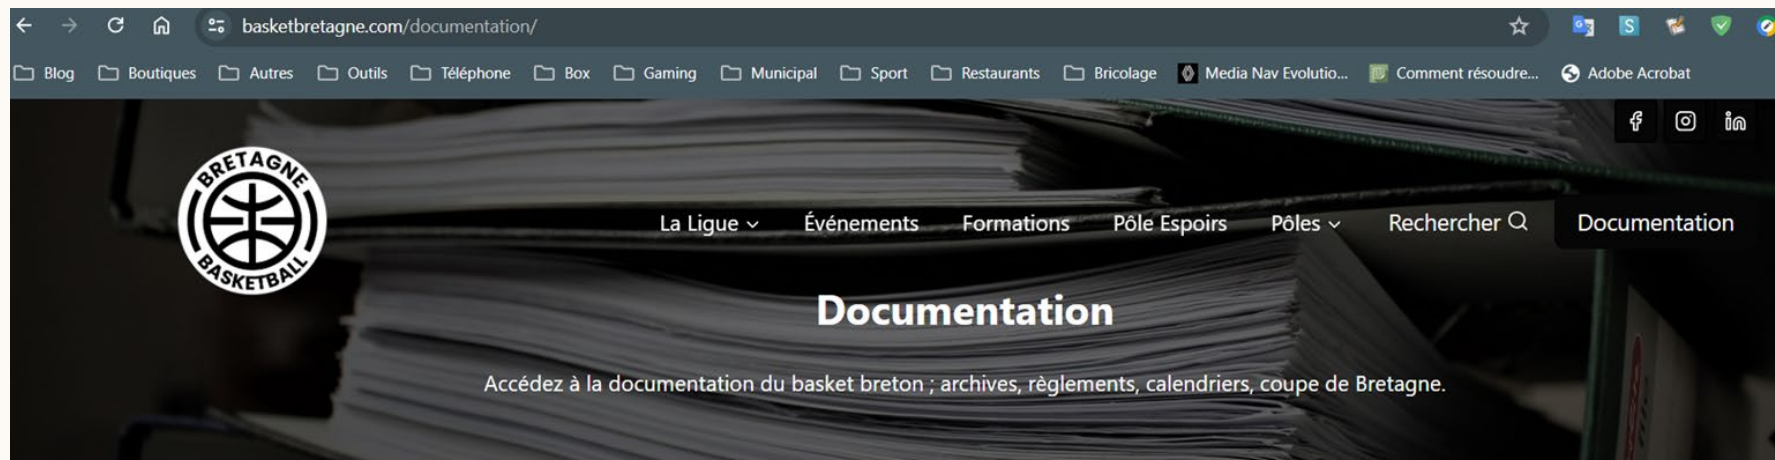 basketbretagne.com/documentation/
Blog Boutiques Autres Outils Téléphone Box Gaming Municipal Sport Restaurants Bricolage Media Nav Evolutio... Comment résoudre... Adobe Acrobat
BRETAGNE
BASKETBALL
La Ligue Événements Formations Pôle Espoirs Pôles Rechercher Documentation
Documentation
Accédez à la documentation du basket breton ; archives, règlements, calendriers, coupe de Bretagne.